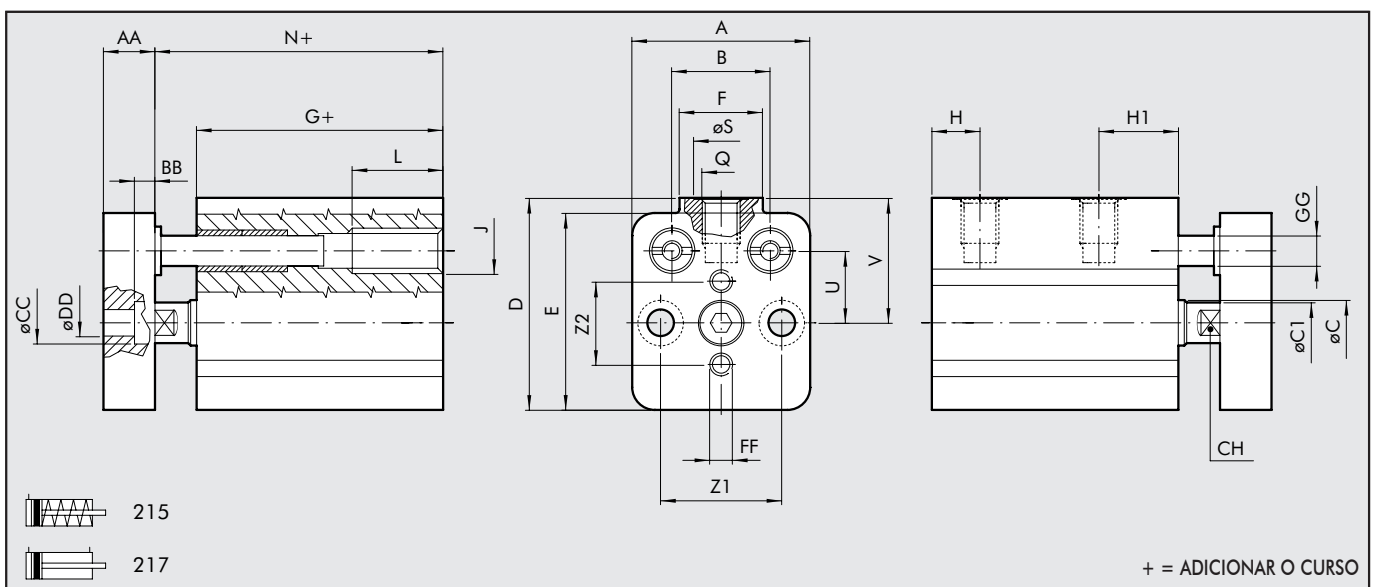 AA
N+
G+
L
BB
J
øCC
øDD
A
B
F
øS
Q
D
E
Z2
U
V
FF
Z1
H
H1
GG
øC1
øC
CH
215
217
+ = ADICIONAR O CURSO